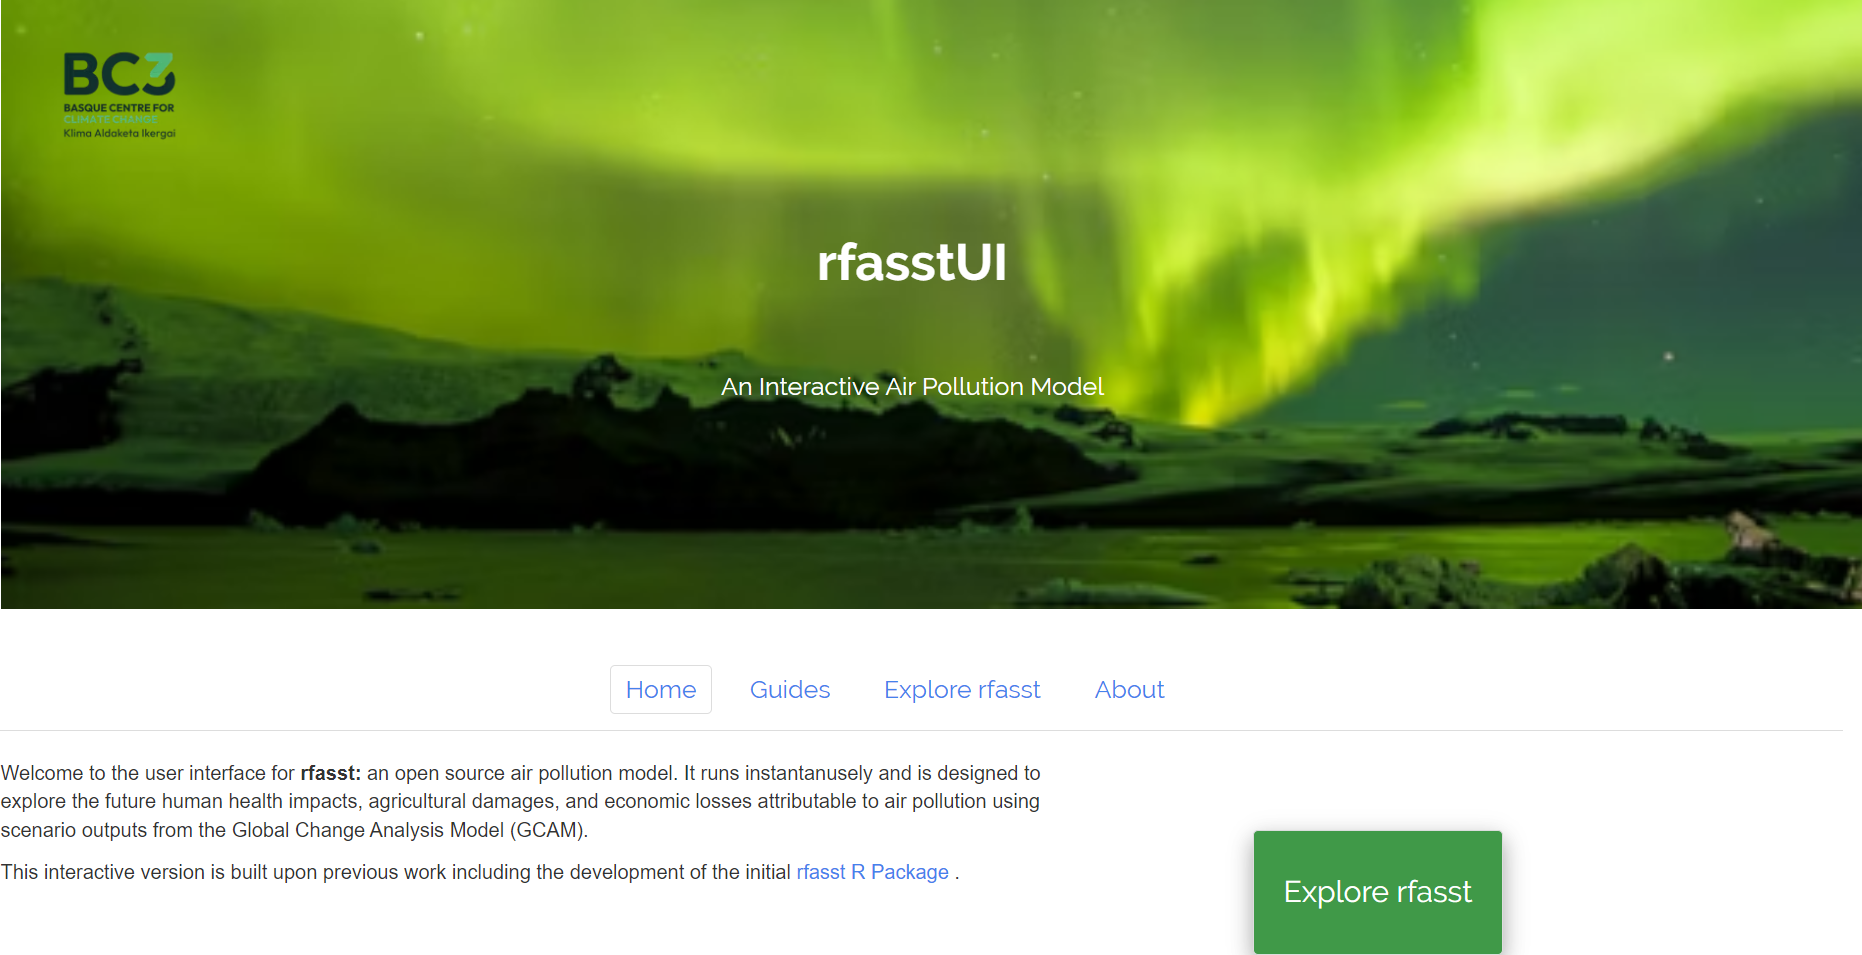 BC3
BASQUE CENTRE FOR
CLIMATE CHANGE
Klima Aldaketa Ikergai
rfasstUI
An Interactive Air Pollution Model
Home
Guides
Explore rfasst
About
Welcome to the user interface for rfasst: an open source air pollution model. It runs instantanusely and is designed to
explore the future human health impacts, agricultural damages, and economic losses attributable to air pollution using
scenario outputs from the Global Change Analysis Model (GCAM).
This interactive version is built upon previous work including the development of the initial rfasst R Package .
Explore rfasst